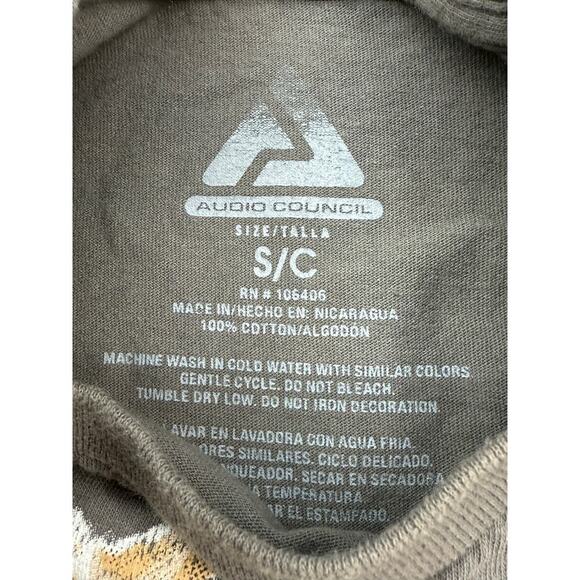 AUDIO COUNCIL
SIZE/TALLA
S/C
RN # 106406
MADE IN/HECHO EN: NICARAGUA
100% COTTON/ALGODÓN
MACHINE WASH IN COLD WATER WITH SIMILAR COLORS
GENTLE CYCLE. DO NOT BLEACH.
TUMBLE DRY LOW. DO NOT IRON DECORATION.
LAVAR EN LAVADORA CON AGUA FRIA
SIMILARES. CICLO DELICADO.
SECAR EN SECADORA
A TEMPERATURA
EL ESTAMPADO.